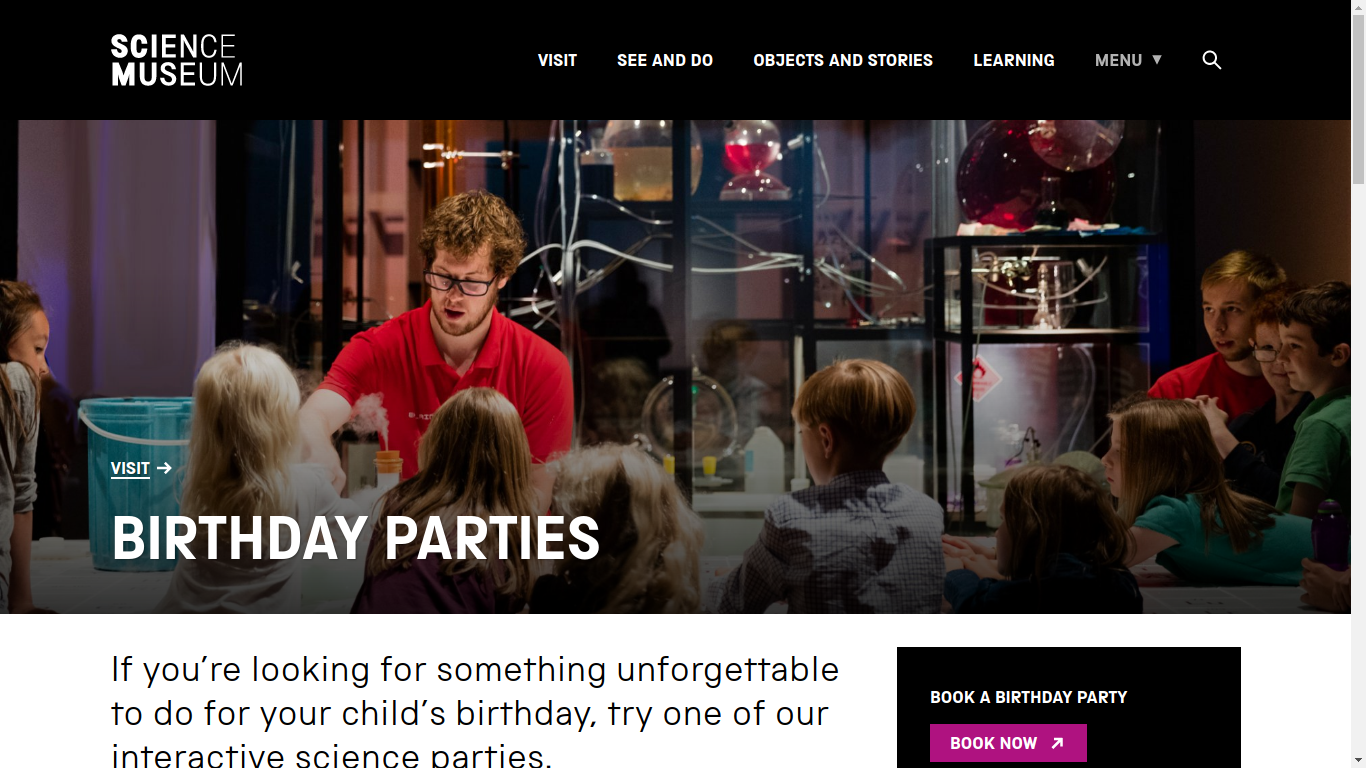 SCIENCE
MUSEUM
VISIT
SEE AND DO
OBJECTS AND STORIES
LEARNING
MENU ▼
VISIT →
BIRTHDAY PARTIES
If you’re looking for something unforgettable
to do for your child’s birthday, try one of our
interactive science parties.
BOOK A BIRTHDAY PARTY
BOOK NOW